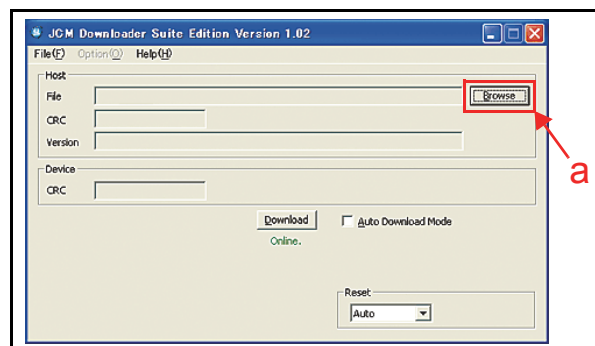 JCM Downloader Suite Edition Version 1.02
File(F) Option(O) Help(H)
Host
File Browse
CRC
Version
Device
CRC
Download Auto Download Mode
Online.
Reset
Auto
a